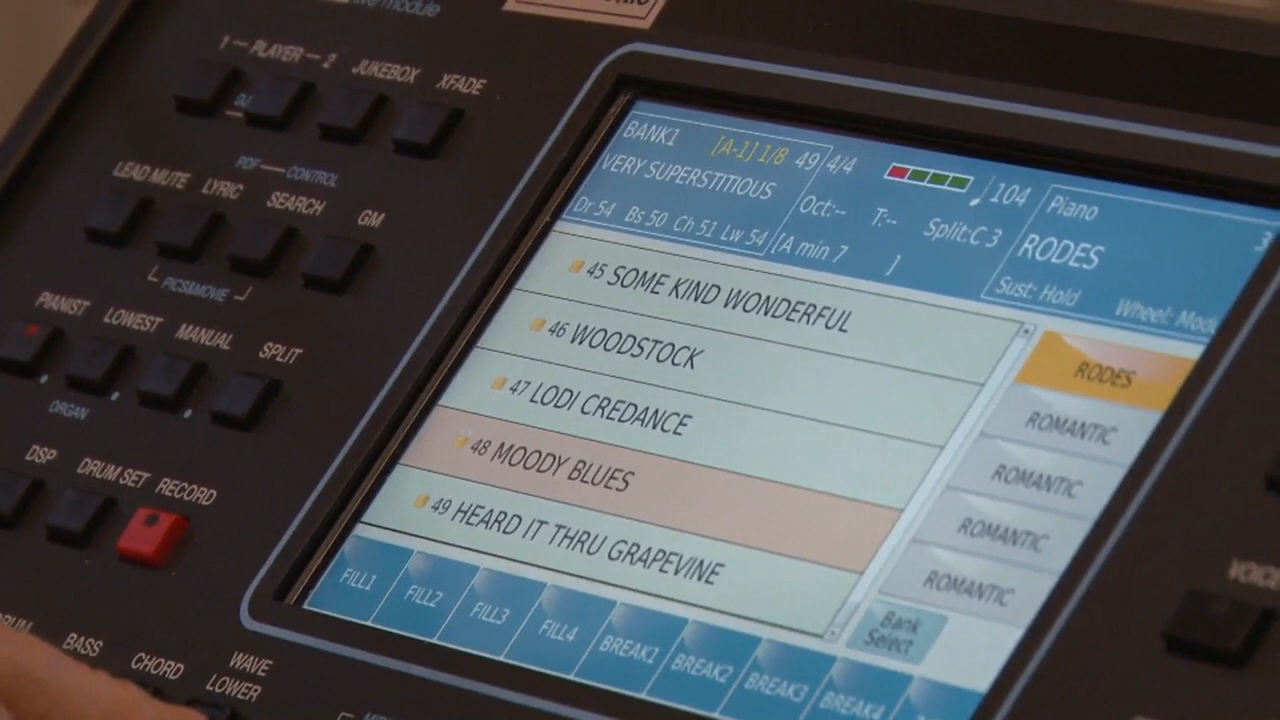 module
1 — PLAYER — 2 JUKEBOX XFADE
DJ
PDF — CONTROL
LEAD MUTE LYRIC SEARCH GM
PICS&MOVIE
PIANIST LOWEST MANUAL SPLIT
ORGAN
DSP DRUM SET RECORD
BASS CHORD WAVE LOWER
BANK1 [A-1] 1/8 49 4/4 104
VERY SUPERSTITIOUS
Oct:-- T:-- Split:C 3
Dr 54 Bs 50 Ch 51 Lw 54 [A min 7 ]
Piano
RODES
Sust: Hold Wheel:
45 SOME KIND WONDERFUL
46 WOODSTOCK
47 LODI CREDANCE
48 MOODY BLUES
49 HEARD IT THRU GRAPEVINE
RODES
ROMANTIC
ROMANTIC
ROMANTIC
ROMANTIC
Bank Select
FILL1 FILL2 FILL3 FILL4 BREAK1 BREAK2 BREAK3 BREAK4